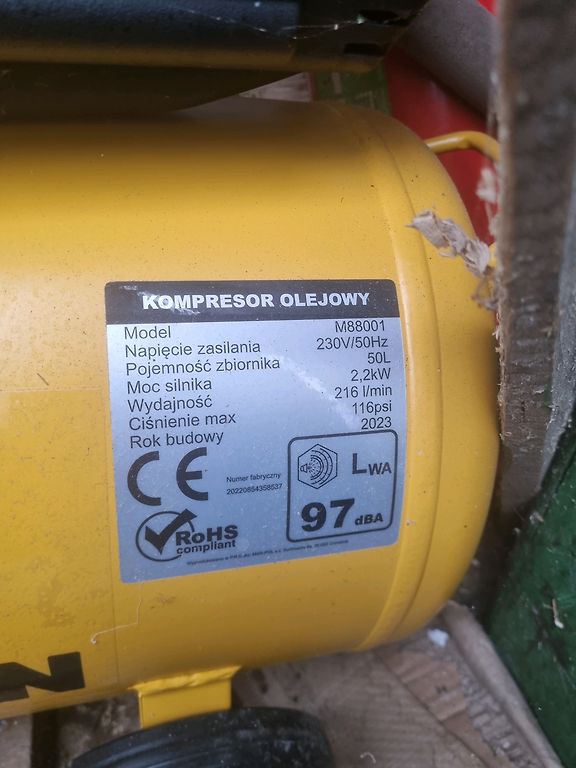 KOMPRESOR OLEJOWY
Model M88001
Napięcie zasilania 230V/50Hz
Pojemność zbiornika 50L
Moc silnika 2,2kW
Wydajność 216 l/min
Ciśnienie max 116psi
Rok budowy 2023
CE
Numer fabryczny
20220854358537
LWA
97 dBA
RoHS
compliant
N